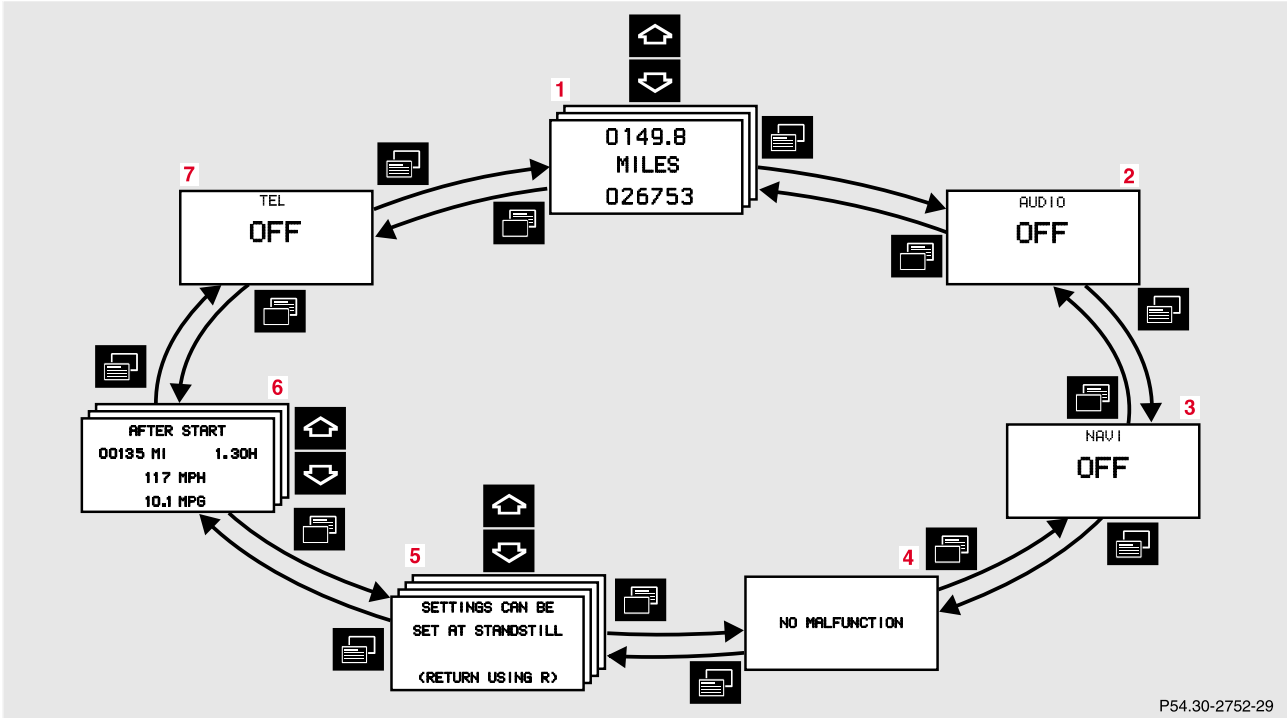 1
0149.8
MILES
026753
2
AUDIO
OFF
3
NAVI
OFF
4
NO MALFUNCTION
5
SETTINGS CAN BE
SET AT STANDSTILL
(RETURN USING R)
6
AFTER START
00135 MI 1.30H
117 MPH
10.1 MPG
7
TEL
OFF
P54.30-2752-29